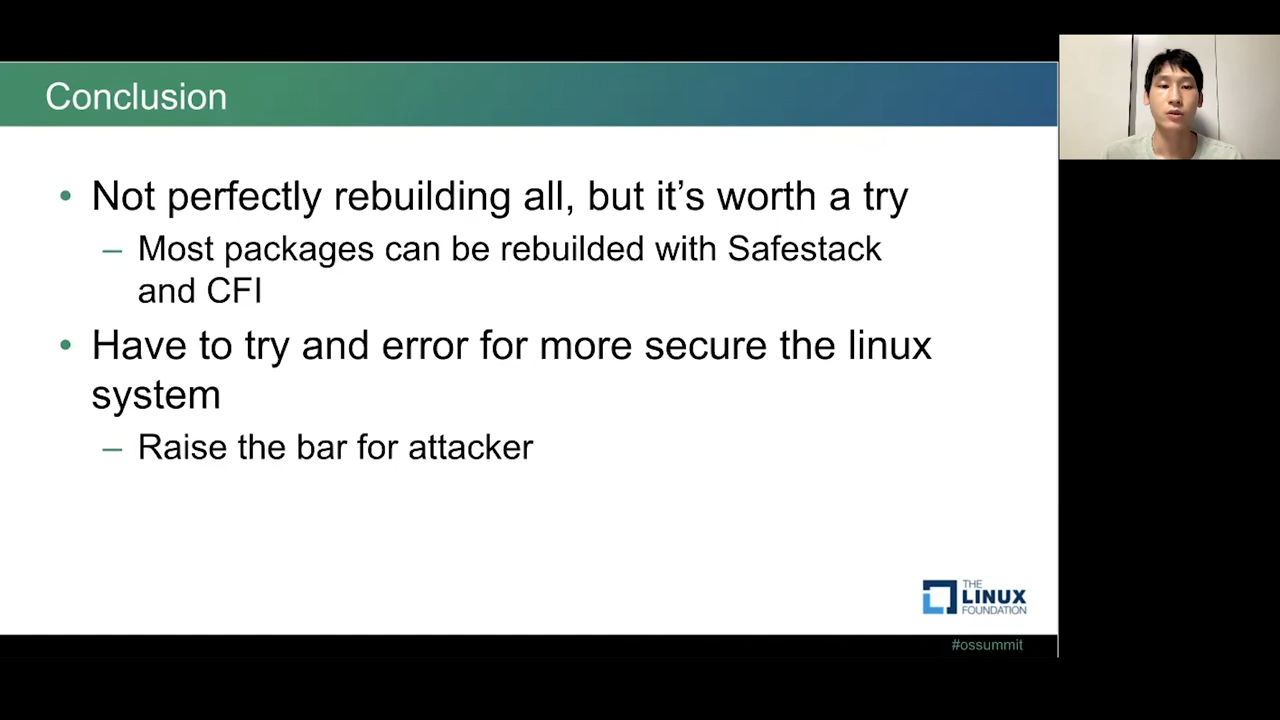 Conclusion
• Not perfectly rebuilding all, but it’s worth a try
– Most packages can be rebuilded with Safestack
and CFI
• Have to try and error for more secure the linux
system
– Raise the bar for attacker
THE
LINUX
FOUNDATION
#ossummit